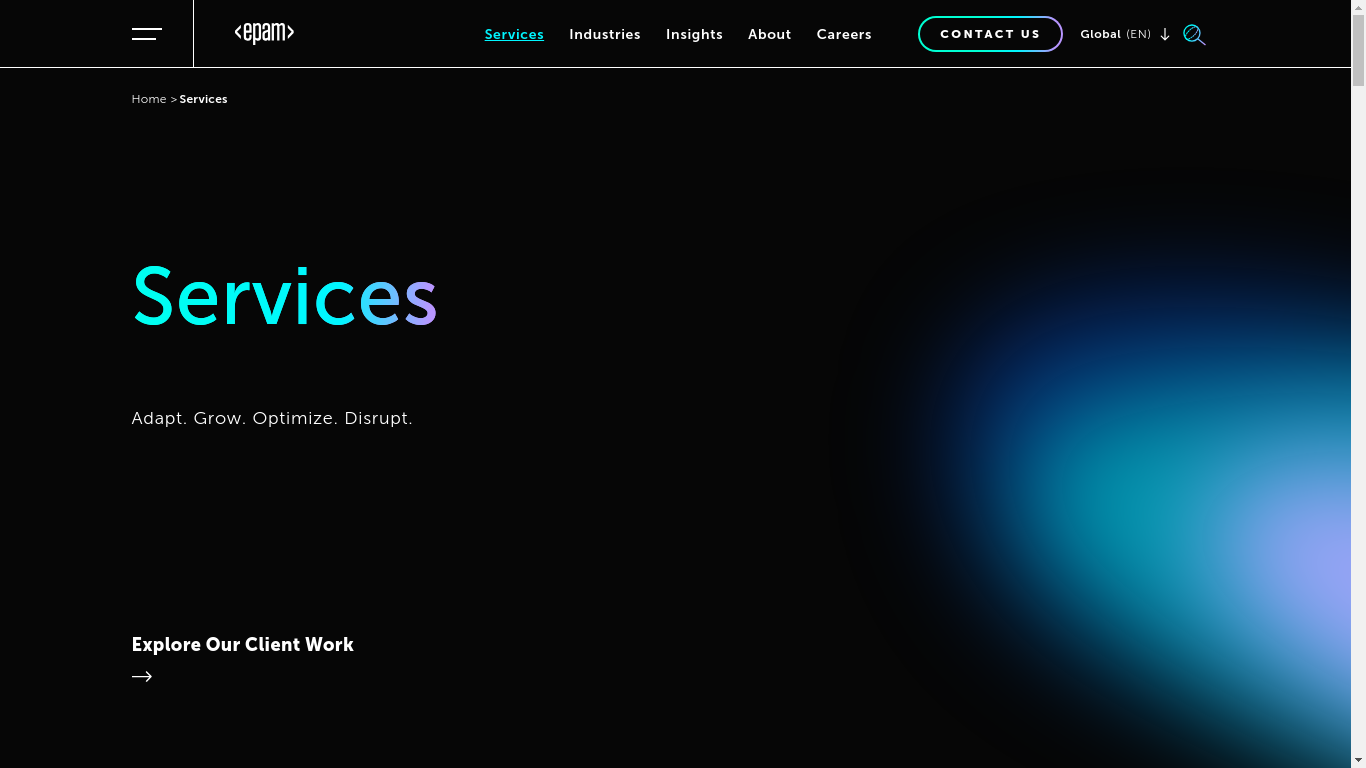 <epam>
Services Industries Insights About Careers
CONTACT US
Global (EN)
Home > Services
Services
Adapt. Grow. Optimize. Disrupt.
Explore Our Client Work